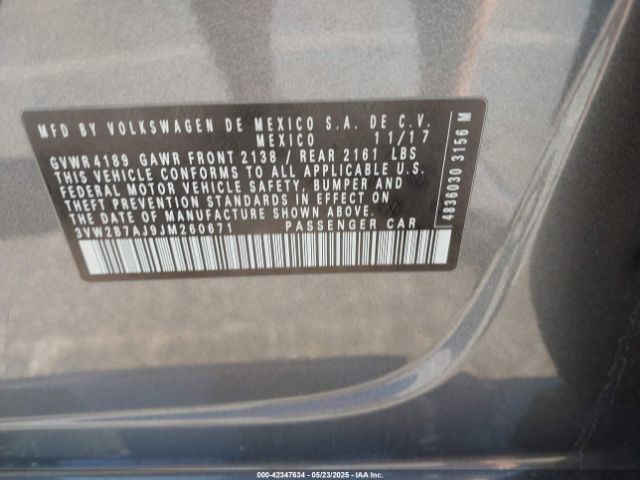 MFD BY VOLKSWAGEN DE MEXICO S.A. DE C.V.
MEXICO 11/17
GVWR 4189 GAWR FRONT 2138 / REAR 2161 LBS
THIS VEHICLE CONFORMS TO ALL APPLICABLE U.S.
FEDERAL MOTOR VEHICLE SAFETY, BUMPER AND
THEFT PREVENTION STANDARDS IN EFFECT ON
THE DATE OF MANUFACTURE SHOWN ABOVE.
3VW2B7AJ9JM260671 PASSENGER CAR
4836030 3156 M
000-42347634 - 05/23/2025 - IAA Inc.